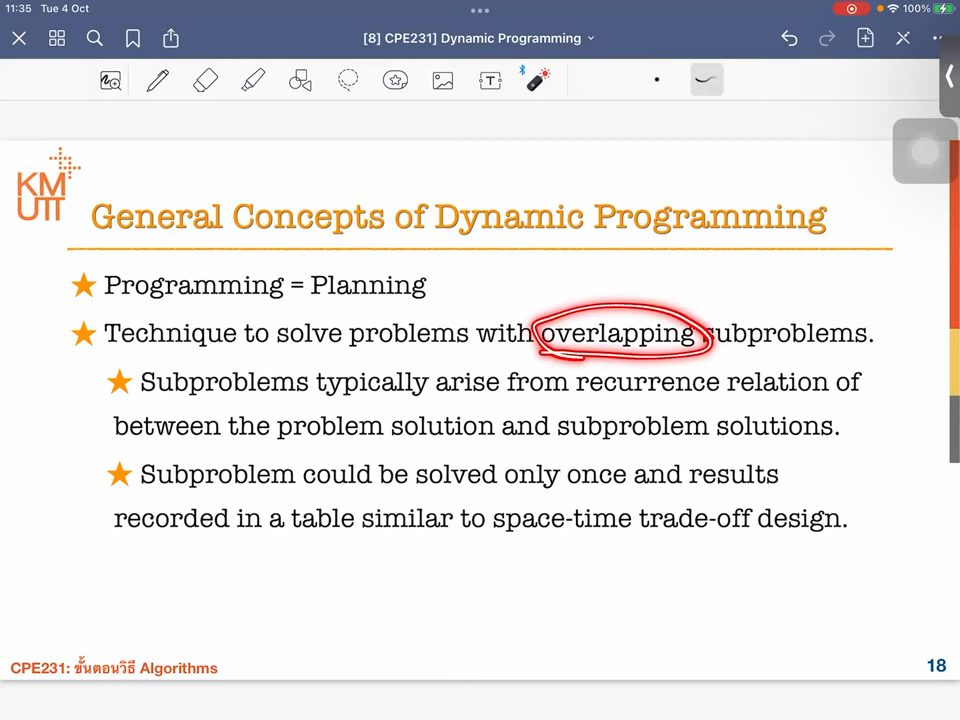 11:35 Tue 4 Oct
100%
[8] CPE231] Dynamic Programming
T
KM
UTT
General Concepts of Dynamic Programming
Programming = Planning
Technique to solve problems with overlapping subproblems.
Subproblems typically arise from recurrence relation of
between the problem solution and subproblem solutions.
Subproblem could be solved only once and results
recorded in a table similar to space-time trade-off design.
CPE231: ขั้นตอนวิธี Algorithms
18